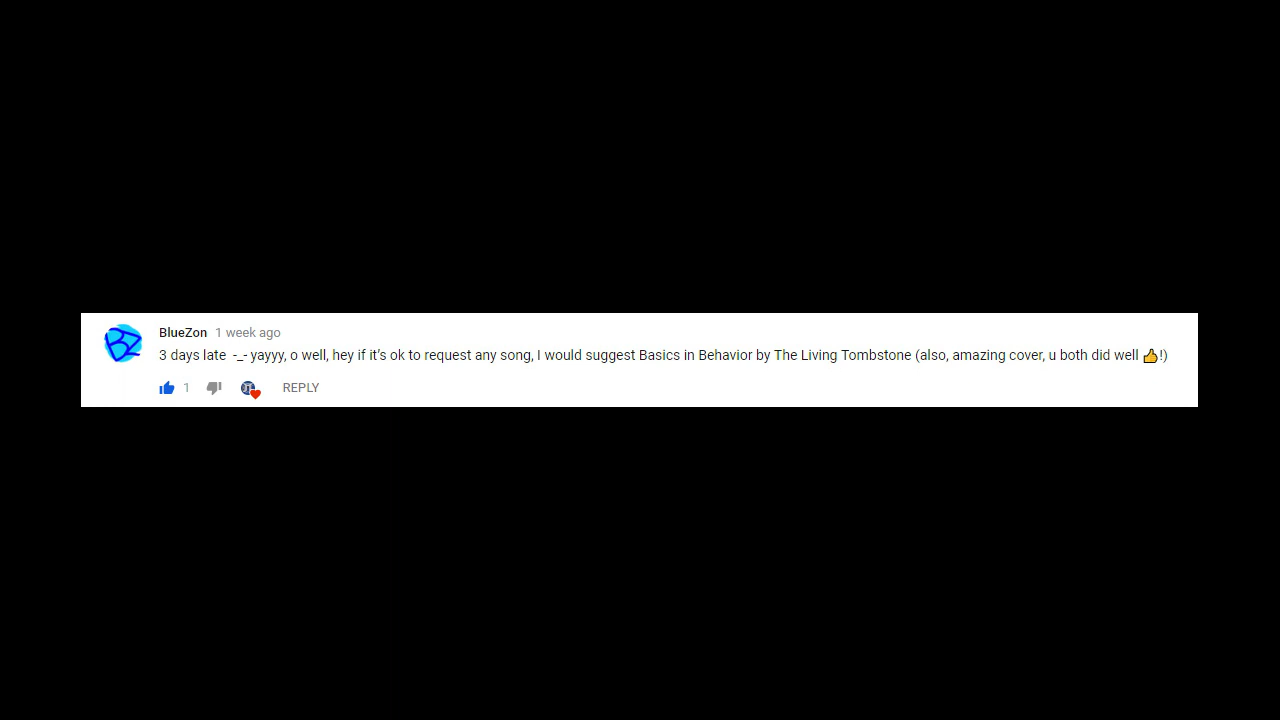 BlueZon 1 week ago
3 days late -_- yayyy, o well, hey if it's ok to request any song, I would suggest Basics in Behavior by The Living Tombstone (also, amazing cover, u both did well 👍!)
1 REPLY